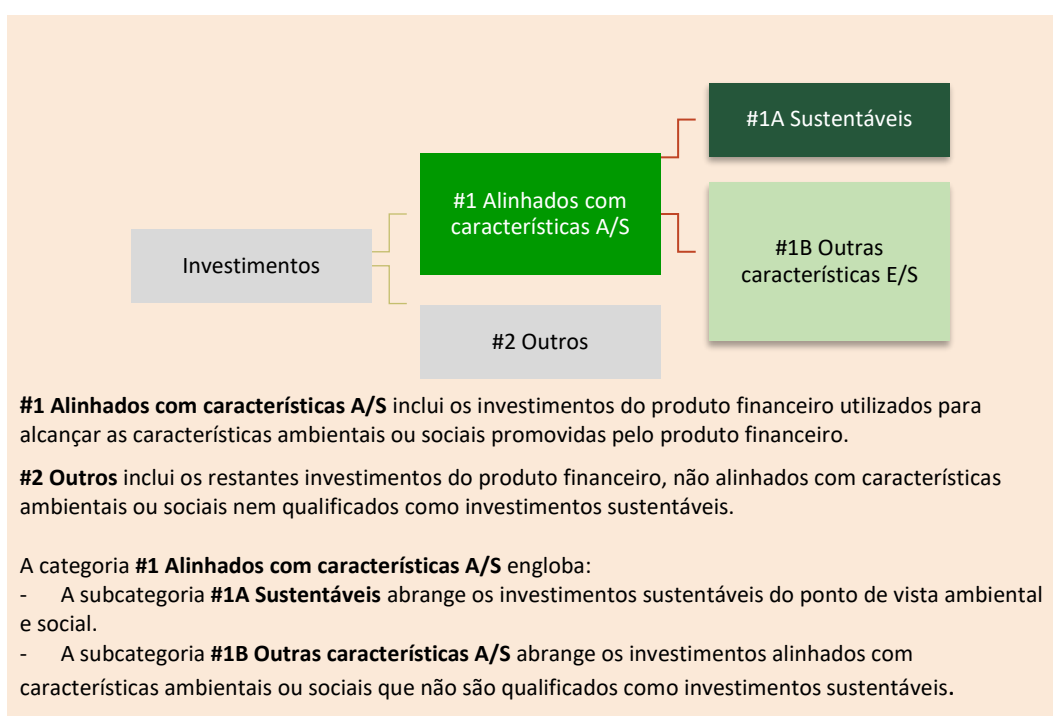 #1A Sustentáveis
#1 Alinhados com
características A/S
#1B Outras
características E/S
Investimentos
#2 Outros
#1 Alinhados com características A/S inclui os investimentos do produto financeiro utilizados para
alcançar as características ambientais ou sociais promovidas pelo produto financeiro.
#2 Outros inclui os restantes investimentos do produto financeiro, não alinhados com características
ambientais ou sociais nem qualificados como investimentos sustentáveis.
A categoria #1 Alinhados com características A/S engloba:
- A subcategoria #1A Sustentáveis abrange os investimentos sustentáveis do ponto de vista ambiental
e social.
- A subcategoria #1B Outras características A/S abrange os investimentos alinhados com
características ambientais ou sociais que não são qualificados como investimentos sustentáveis.